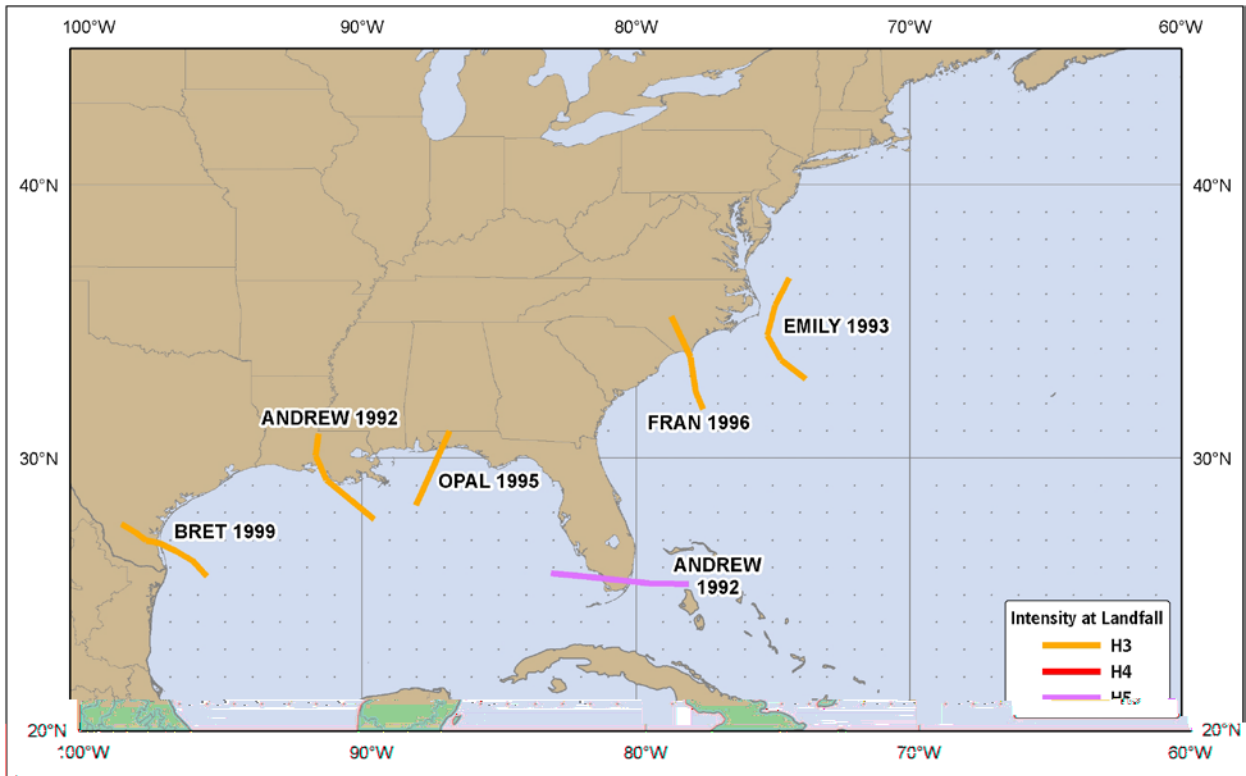 100°W 90°W 80°W 70°W 60°W
40°N 40°N
EMILY 1993
ANDREW 1992
FRAN 1996
30°N 30°N
OPAL 1995
BRET 1999
ANDREW
1992
Intensity at Landfall
H3
H4
H5
20°N 20°N
100°W 90°W 80°W 70°W 60°W